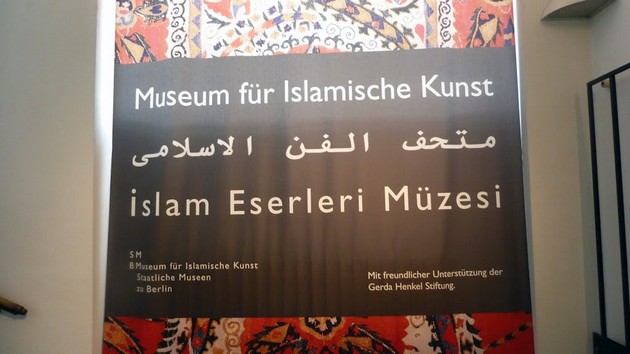 Museum für Islamische Kunst
متحف الفن الاسلامى
İslam Eserleri Müzesi
S M
B Museum für Islamische Kunst
Staatliche Museen
zu Berlin
Mit freundlicher Unterstützung der
Gerda Henkel Stiftung.